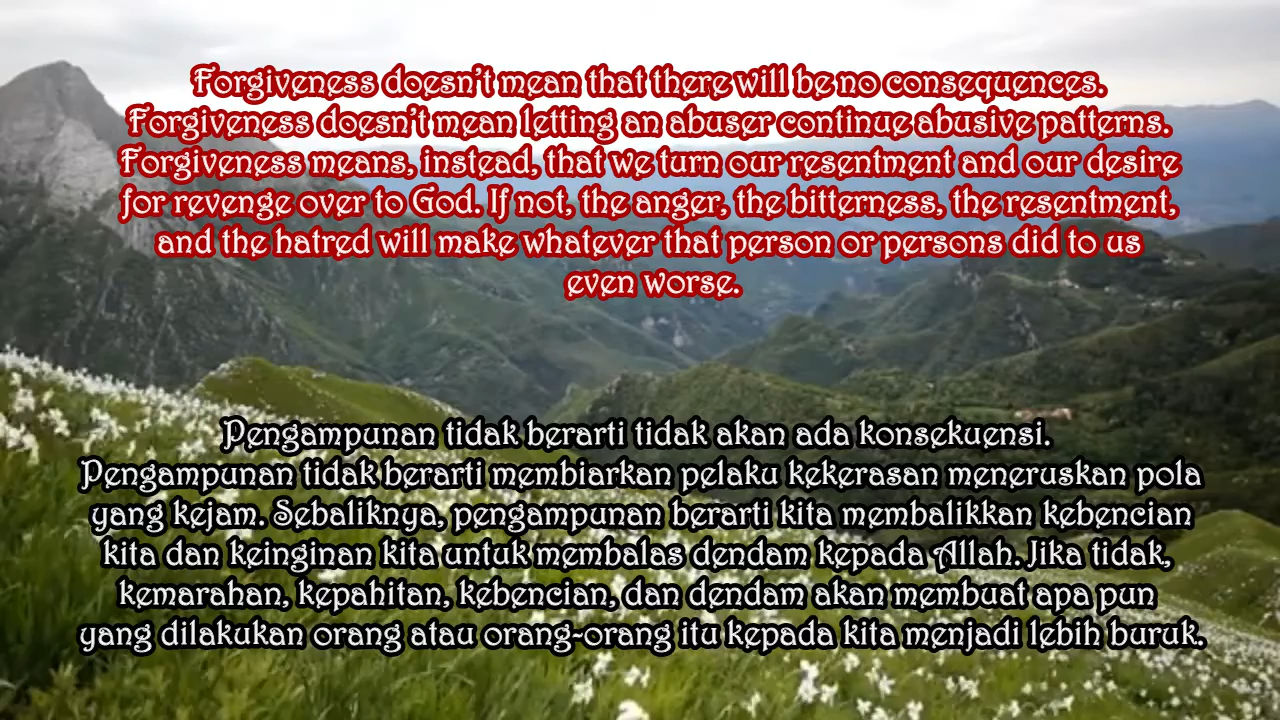 Forgiveness doesn't mean that there will be no consequences.
Forgiveness doesn't mean letting an abuser continue abusive patterns.
Forgiveness means, instead, that we turn our resentment and our desire
for revenge over to God. If not, the anger, the bitterness, the resentment,
and the hatred will make whatever that person or persons did to us
even worse.
Pengampunan tidak berarti tidak akan ada konsekuensi.
Pengampunan tidak berarti membiarkan pelaku kekerasan meneruskan pola
yang kejam. Sebaliknya, pengampunan berarti kita membalikkan kebencian
kita dan keinginan kita untuk membalas dendam kepada Allah. Jika tidak,
kemarahan, kepahitan, kebencian, dan dendam akan membuat apa pun
yang dilakukan orang atau orang-orang itu kepada kita menjadi lebih buruk.